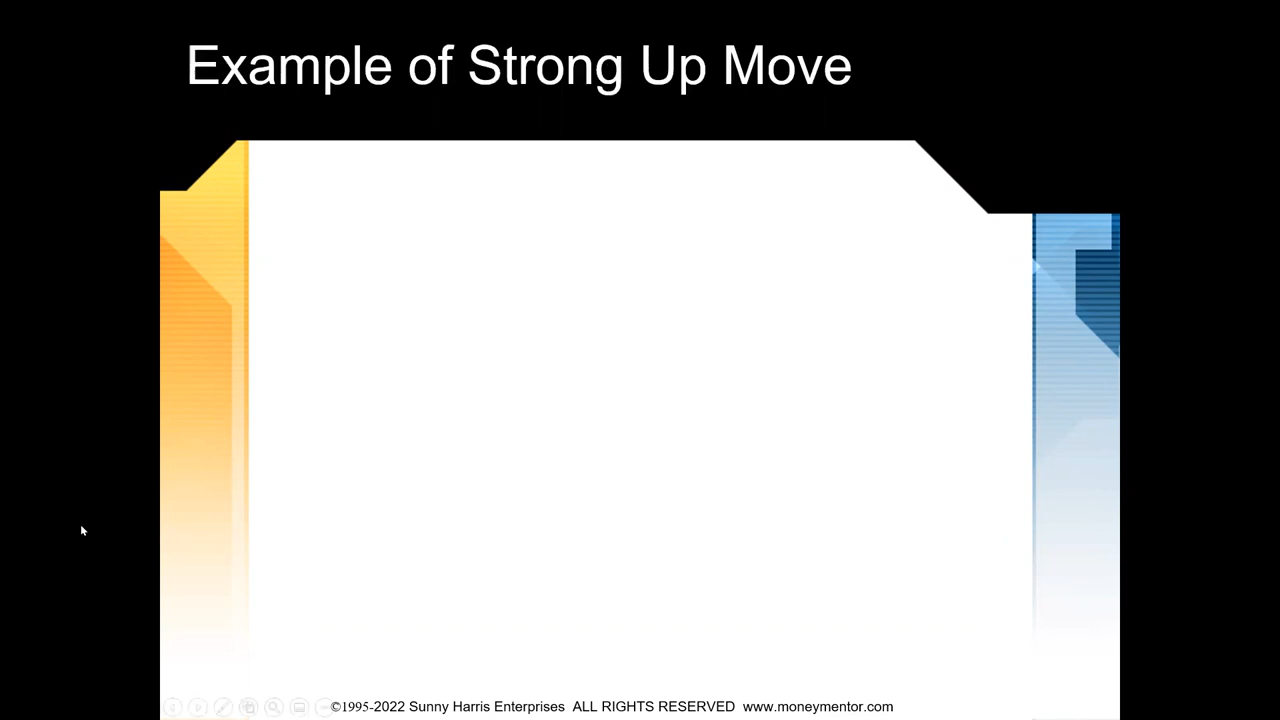 Example of Strong Up Move
©1995-2022 Sunny Harris Enterprises ALL RIGHTS RESERVED www.moneymentor.com